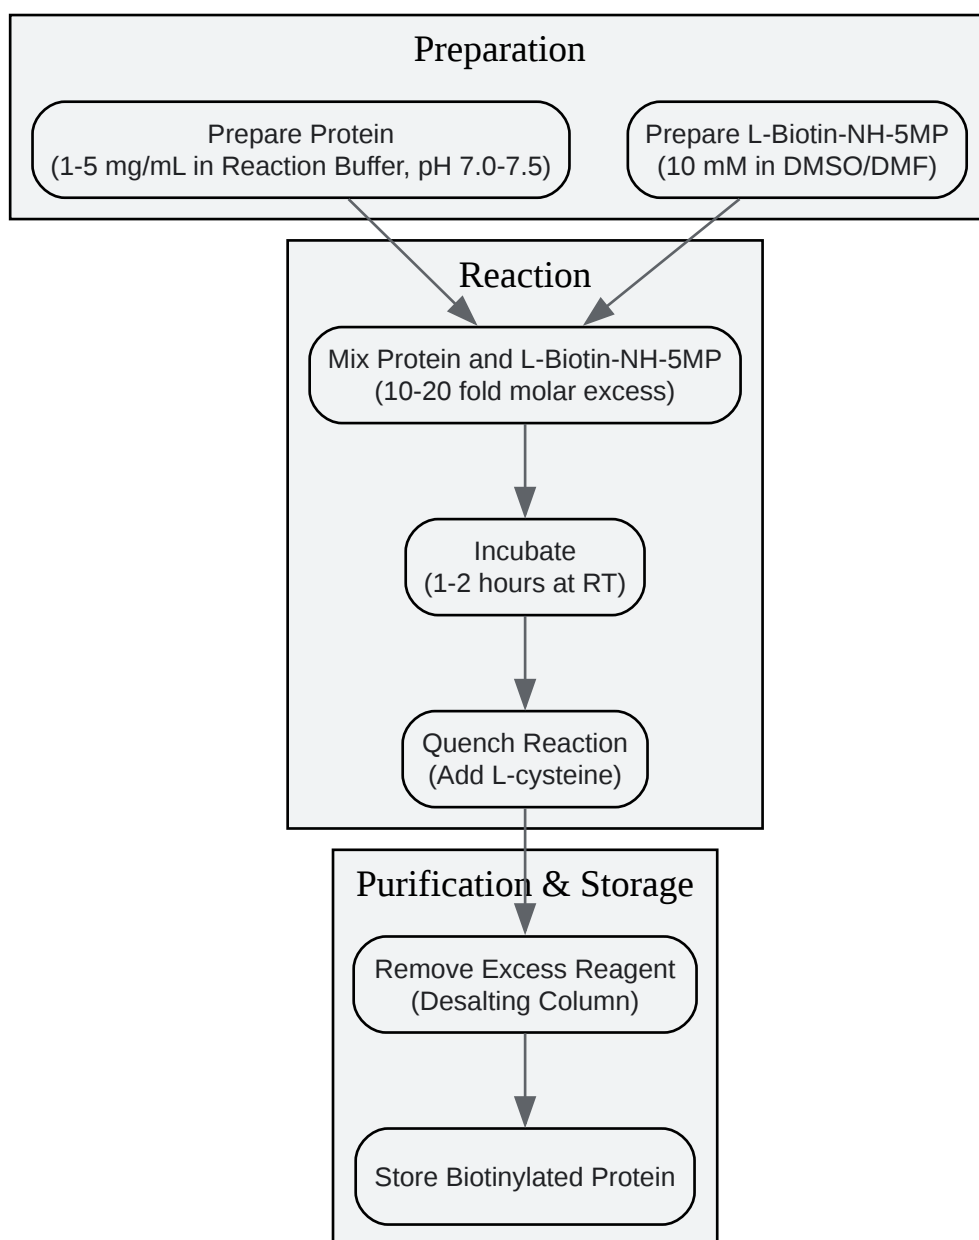 Preparation
Prepare Protein
(1-5 mg/mL in Reaction Buffer, pH 7.0-7.5)
Prepare L-Biotin-NH-5MP
(10 mM in DMSO/DMF)
Reaction
Mix Protein and L-Biotin-NH-5MP
(10-20 fold molar excess)
Incubate
(1-2 hours at RT)
Quench Reaction
(Add L-cysteine)
Purification & Storage
Remove Excess Reagent
(Desalting Column)
Store Biotinylated Protein